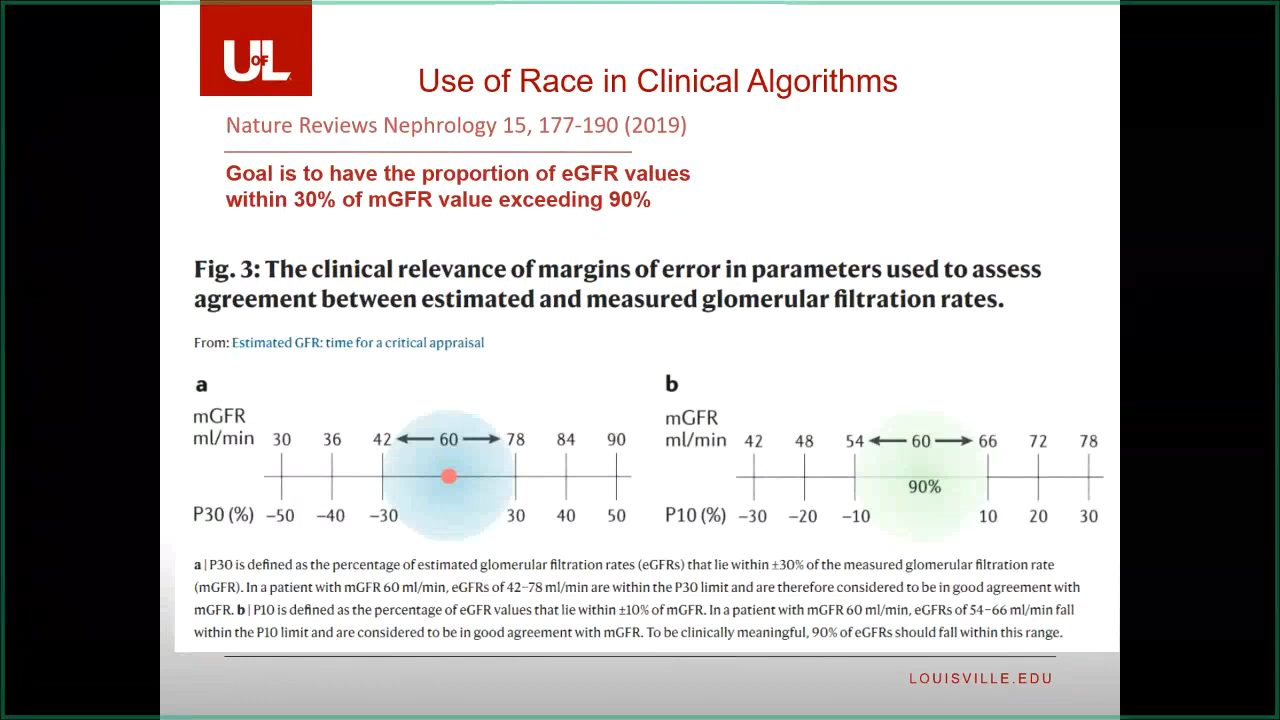 UofL
Use of Race in Clinical Algorithms
Nature Reviews Nephrology 15, 177-190 (2019)
Goal is to have the proportion of eGFR values
within 30% of mGFR value exceeding 90%
Fig. 3: The clinical relevance of margins of error in parameters used to assess
agreement between estimated and measured glomerular filtration rates.
From: Estimated GFR: time for a critical appraisal
a
mGFR
ml/min 30 36 42 60 78 84 90
P30 (%) −50 −40 −30 30 40 50
b
mGFR
ml/min 42 48 54 60 66 72 78
90%
P10 (%) −30 −20 −10 10 20 30
a | P30 is defined as the percentage of estimated glomerular filtration rates (eGFRs) that lie within ±30% of the measured glomerular filtration rate
(mGFR). In a patient with mGFR 60 ml/min, eGFRs of 42–78 ml/min are within the P30 limit and are therefore considered to be in good agreement with
mGFR. b | P10 is defined as the percentage of eGFR values that lie within ±10% of mGFR. In a patient with mGFR 60 ml/min, eGFRs of 54–66 ml/min fall
within the P10 limit and are considered to be in good agreement with mGFR. To be clinically meaningful, 90% of eGFRs should fall within this range.
LOUISVILLE.EDU